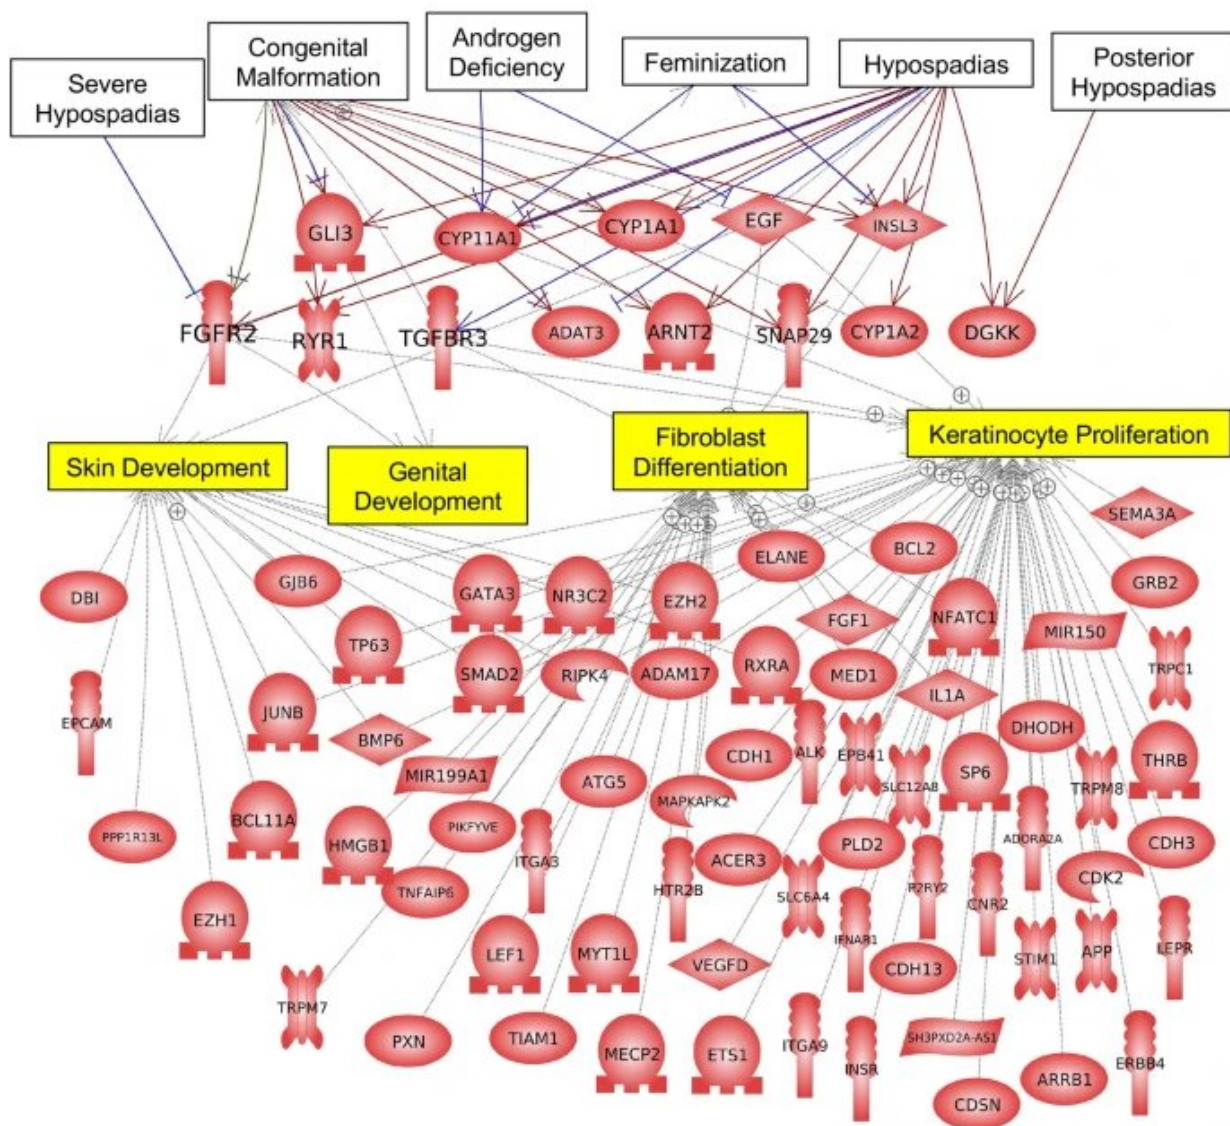 Severe
Hypospadias
Congenital
Malformation
Androgen
Deficiency
Feminization
Hypospadias
Posterior
Hypospadias
GLI3
CYP11A1
CYP1A1
EGF
INSL3
FGFR2
RYR1
TGFBR3
ADAT3
ARNT2
SNAP29
CYP1A2
DGKK
Skin Development
Genital
Development
Fibroblast
Differentiation
Keratinocyte Proliferation
SEMA3A
DBI
GJB6
GATA3
NR3C2
EZH2
ELANE
BCL2
GRB2
TP63
FGF1
NFATC1
MIR150
TRPC1
EPCAM
JUNB
BMP6
SMAD2
RIPK4
ADAM17
RXRA
MED1
IL1A
DHODH
THRB
MIR199A1
ATG5
CDH1
ALK
EPB41
SLC12A8
SP6
TRPM8
PPP1R13L
BCL11A
HMGB1
PIKFYVE
ITGA3
MAPKAPK2
PLD2
ADORA2A
CDH3
TNFAIP6
HTR2B
ACER3
SLC6A4
P2RY2
CNR2
CDK2
EZH1
LEF1
MYT1L
VEGFD
IFNAR1
CDH13
STIM1
APP
LEPR
TRPM7
PXN
TIAM1
MECP2
ETS1
ITGA9
INSR
SH3PXD2A-AS1
CDSN
ARRB1
ERBB4